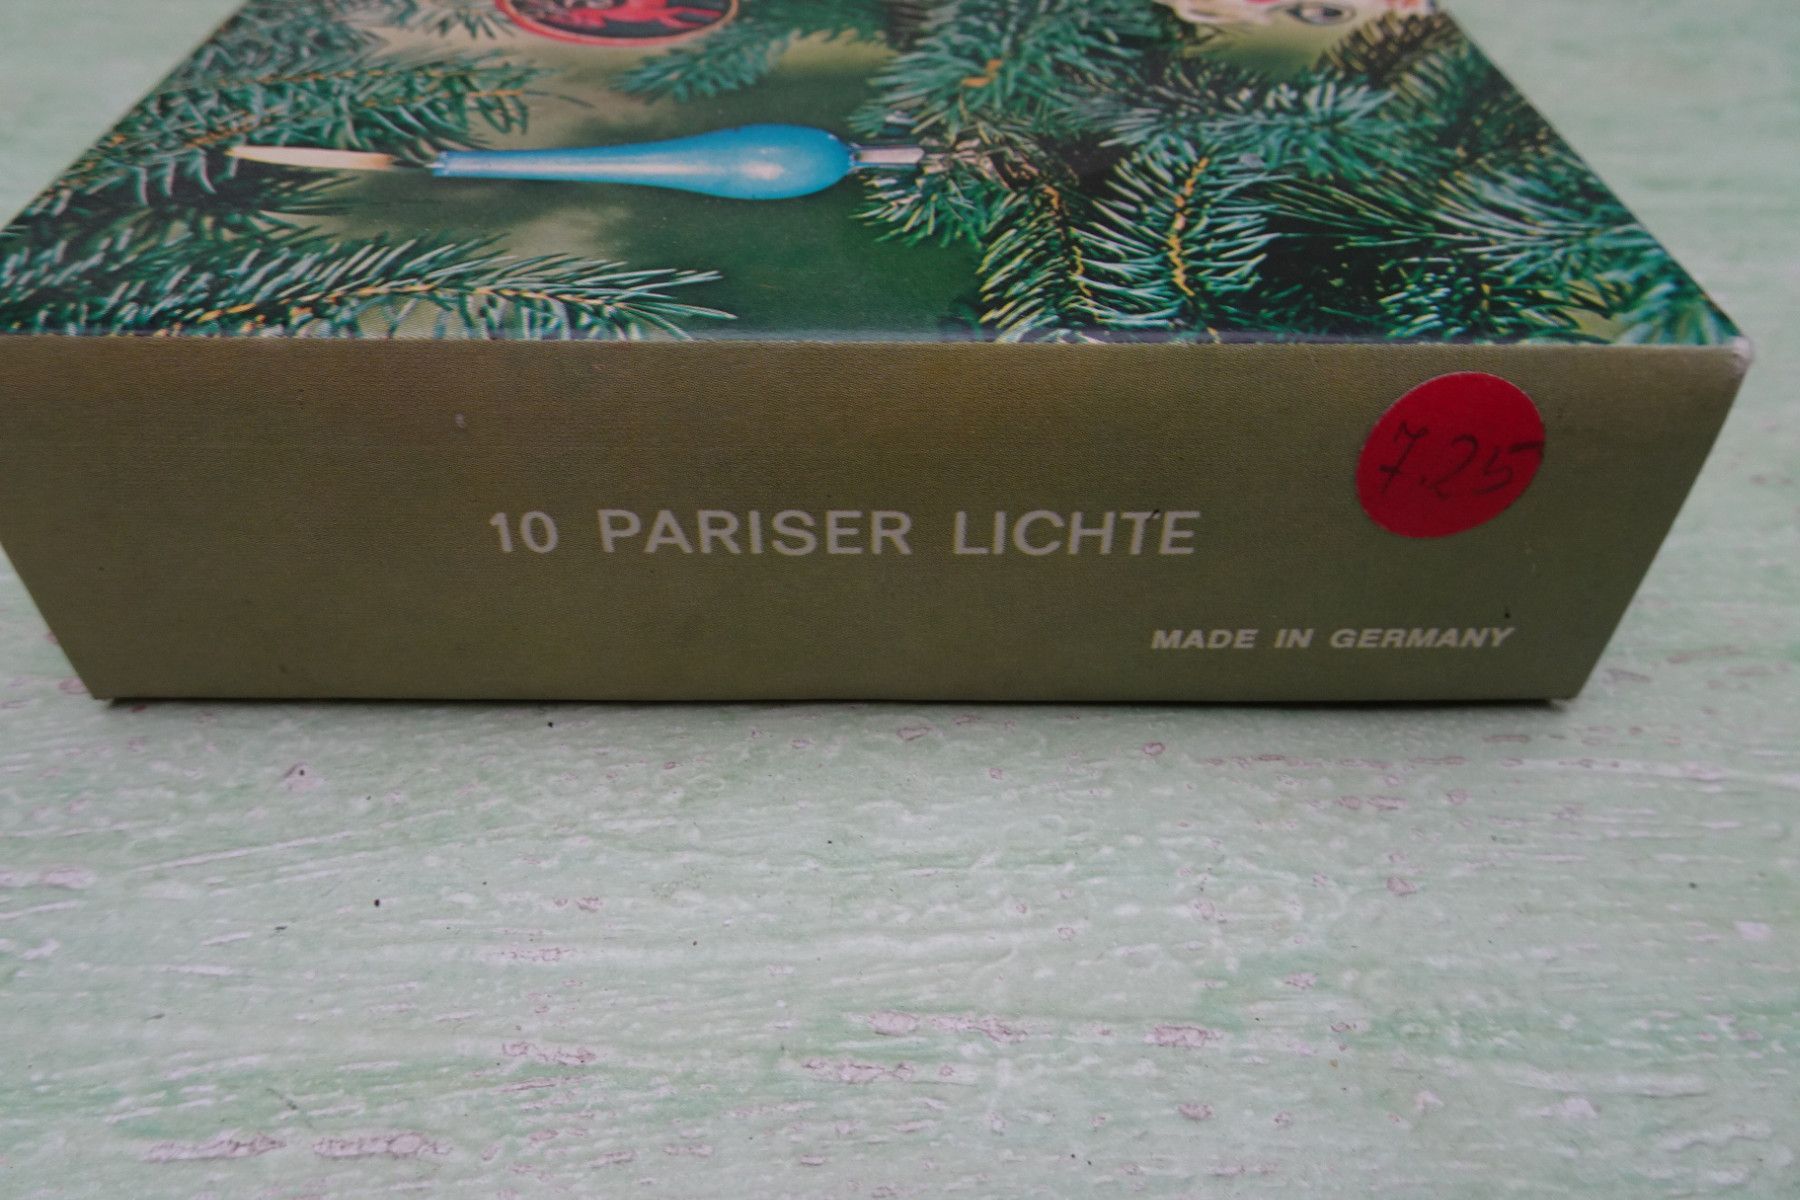 7.25
10 PARISER LICHTE
MADE IN GERMANY